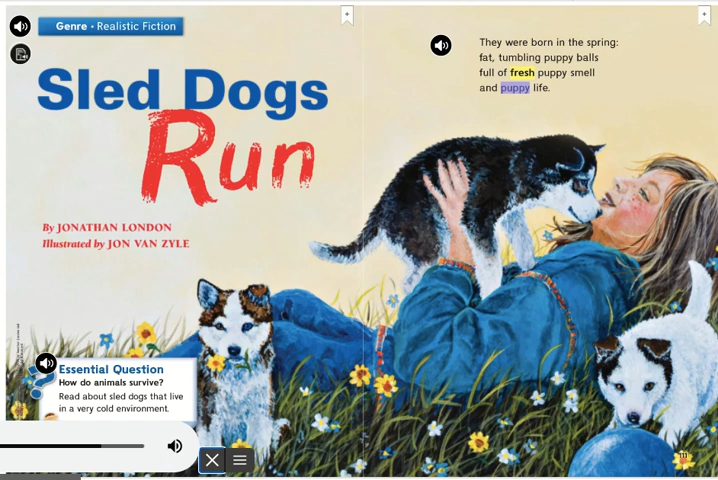 Genre • Realistic Fiction
Sled Dogs
Run
By JONATHAN LONDON
Illustrated by JON VAN ZYLE
Essential Question
How do animals survive?
Read about sled dogs that live
in a very cold environment.
They were born in the spring:
fat, tumbling puppy balls
full of fresh puppy smell
and puppy life.